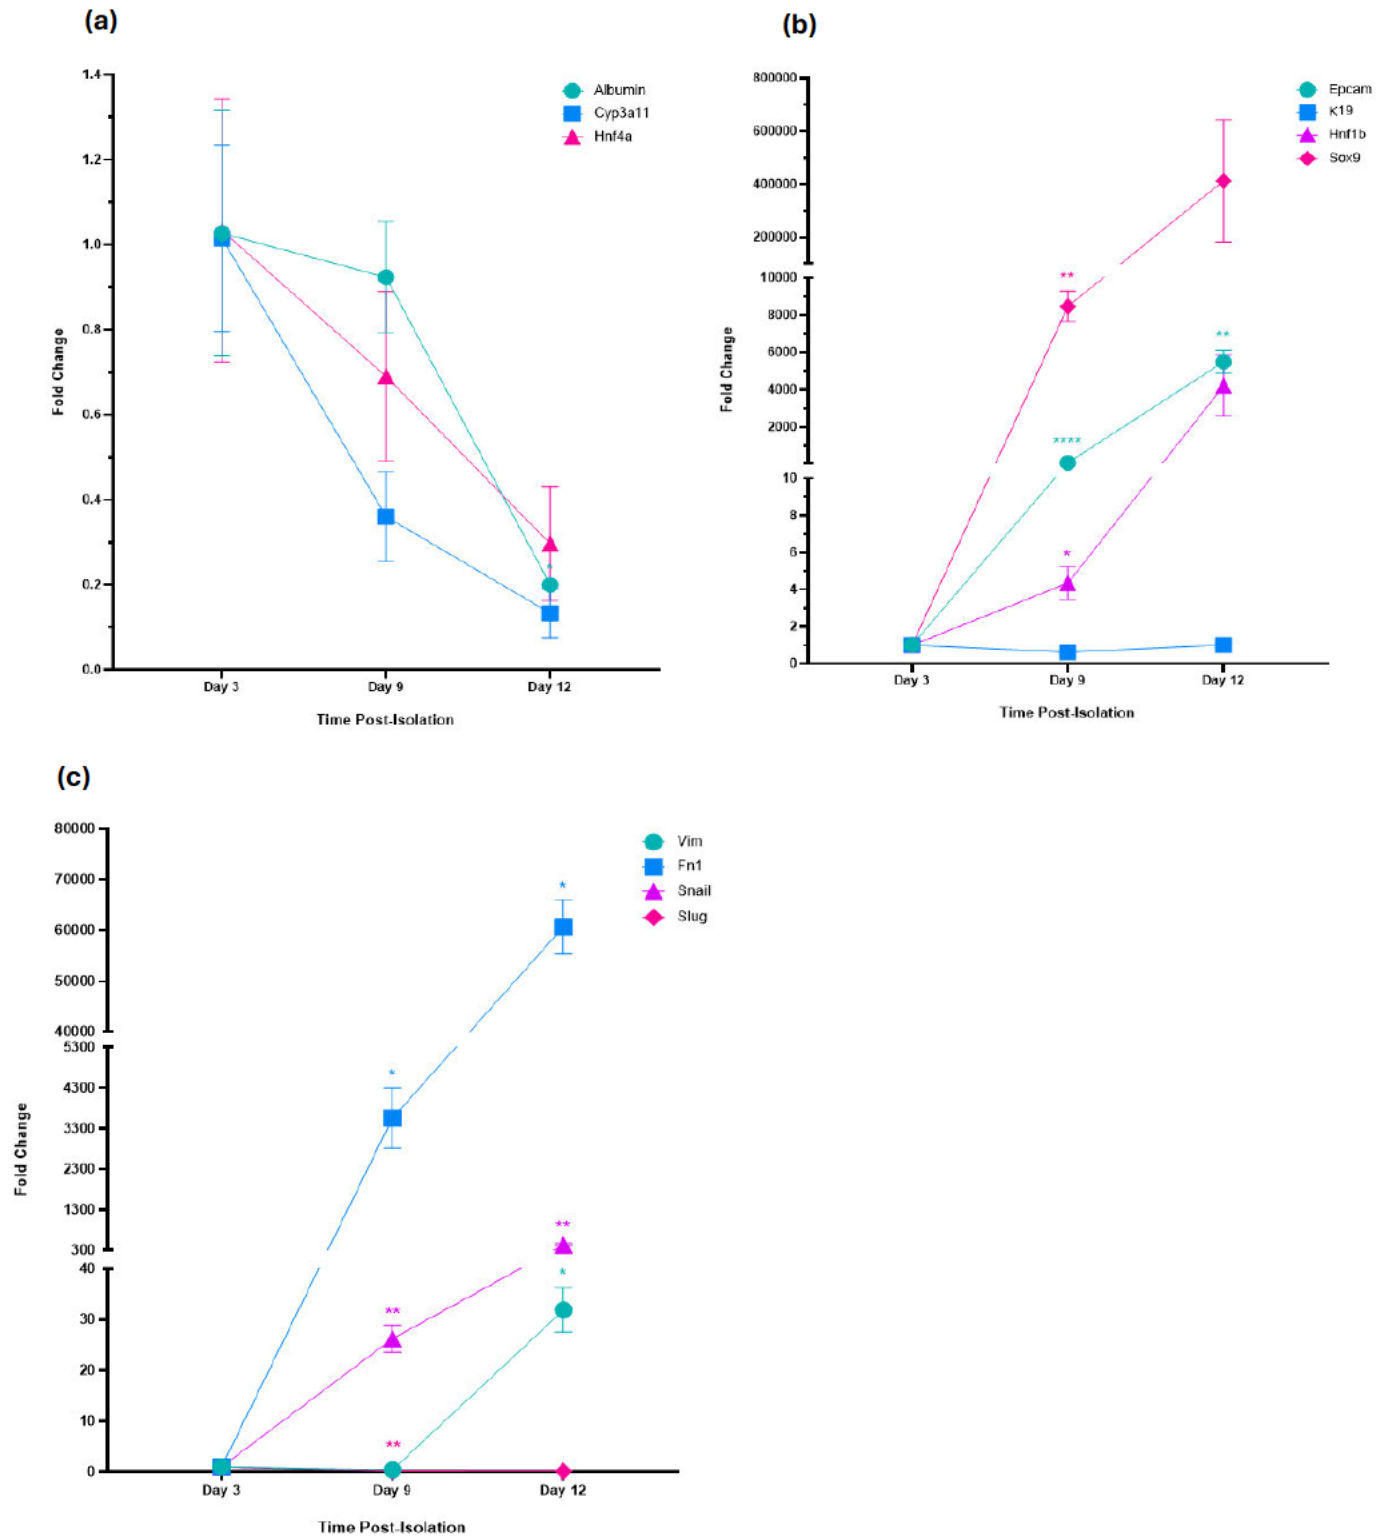 (a)
1.4
1.2
1.0
0.8
0.6
0.4
0.2
0.0
Fold Change
Albumin
Cyp3a11
Hnf4a
*
Day 3 Day 9 Day 12
Time Post-Isolation
(b)
800000
600000
400000
200000
10000
8000
6000
4000
2000
10
8
6
4
2
0
Fold Change
Epcam
K19
Hnf1b
Sox9
**
**
****
*
Day 3 Day 9 Day 12
Time Post-Isolation
(c)
80000
70000
60000
50000
40000
5300
4300
3300
2300
1300
300
40
30
20
10
0
Fold Change
Vim
Fn1
Snail
Slug
*
*
**
*
**
**
Day 3 Day 9 Day 12
Time Post-Isolation